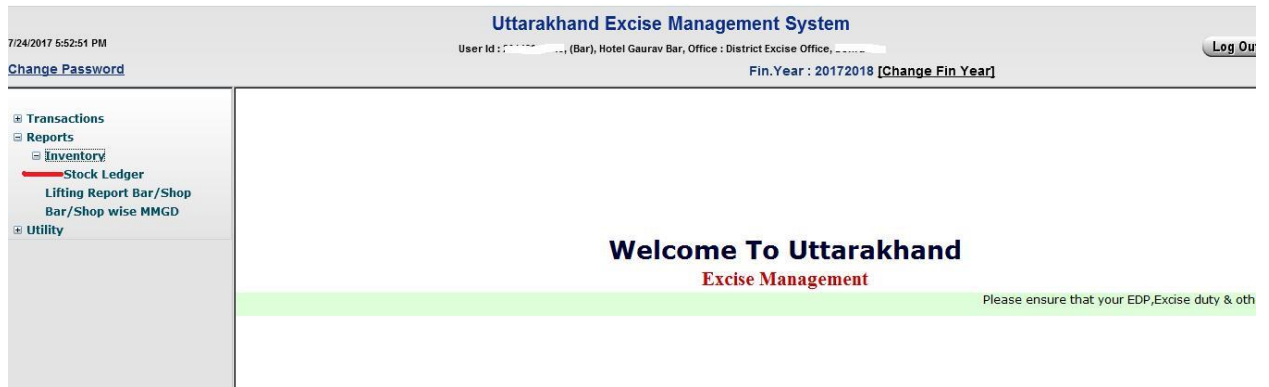 Uttarakhand Excise Management System
7/24/2017 5:52:51 PM
User Id : , (Bar), Hotel Gaurav Bar, Office : District Excise Office,
Log Ou
Change Password
Fin.Year : 20172018 [Change Fin Year]
Transactions
Reports
Inventory
Stock Ledger
Lifting Report Bar/Shop
Bar/Shop wise MMGD
Utility
Welcome To Uttarakhand
Excise Management
Please ensure that your EDP,Excise duty & oth